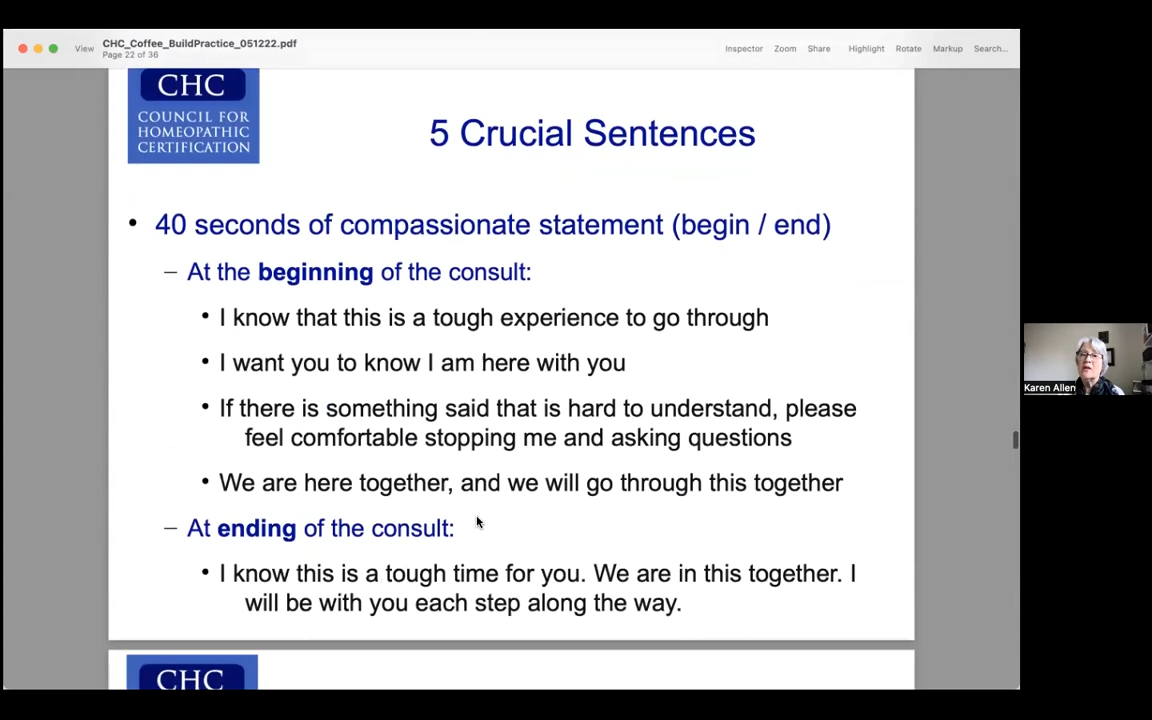 View
CHC_Coffee_BuildPractice_051222.pdf
Page 22 of 36
Inspector
Zoom
Share
Highlight
Rotate
Markup
Search...
CHC
COUNCIL FOR
HOMEOPATHIC
CERTIFICATION
5 Crucial Sentences
• 40 seconds of compassionate statement (begin / end)
– At the beginning of the consult:
• I know that this is a tough experience to go through
• I want you to know I am here with you
• If there is something said that is hard to understand, please
feel comfortable stopping me and asking questions
• We are here together, and we will go through this together
– At ending of the consult:
• I know this is a tough time for you. We are in this together. I
will be with you each step along the way.
CHC
Karen Allen